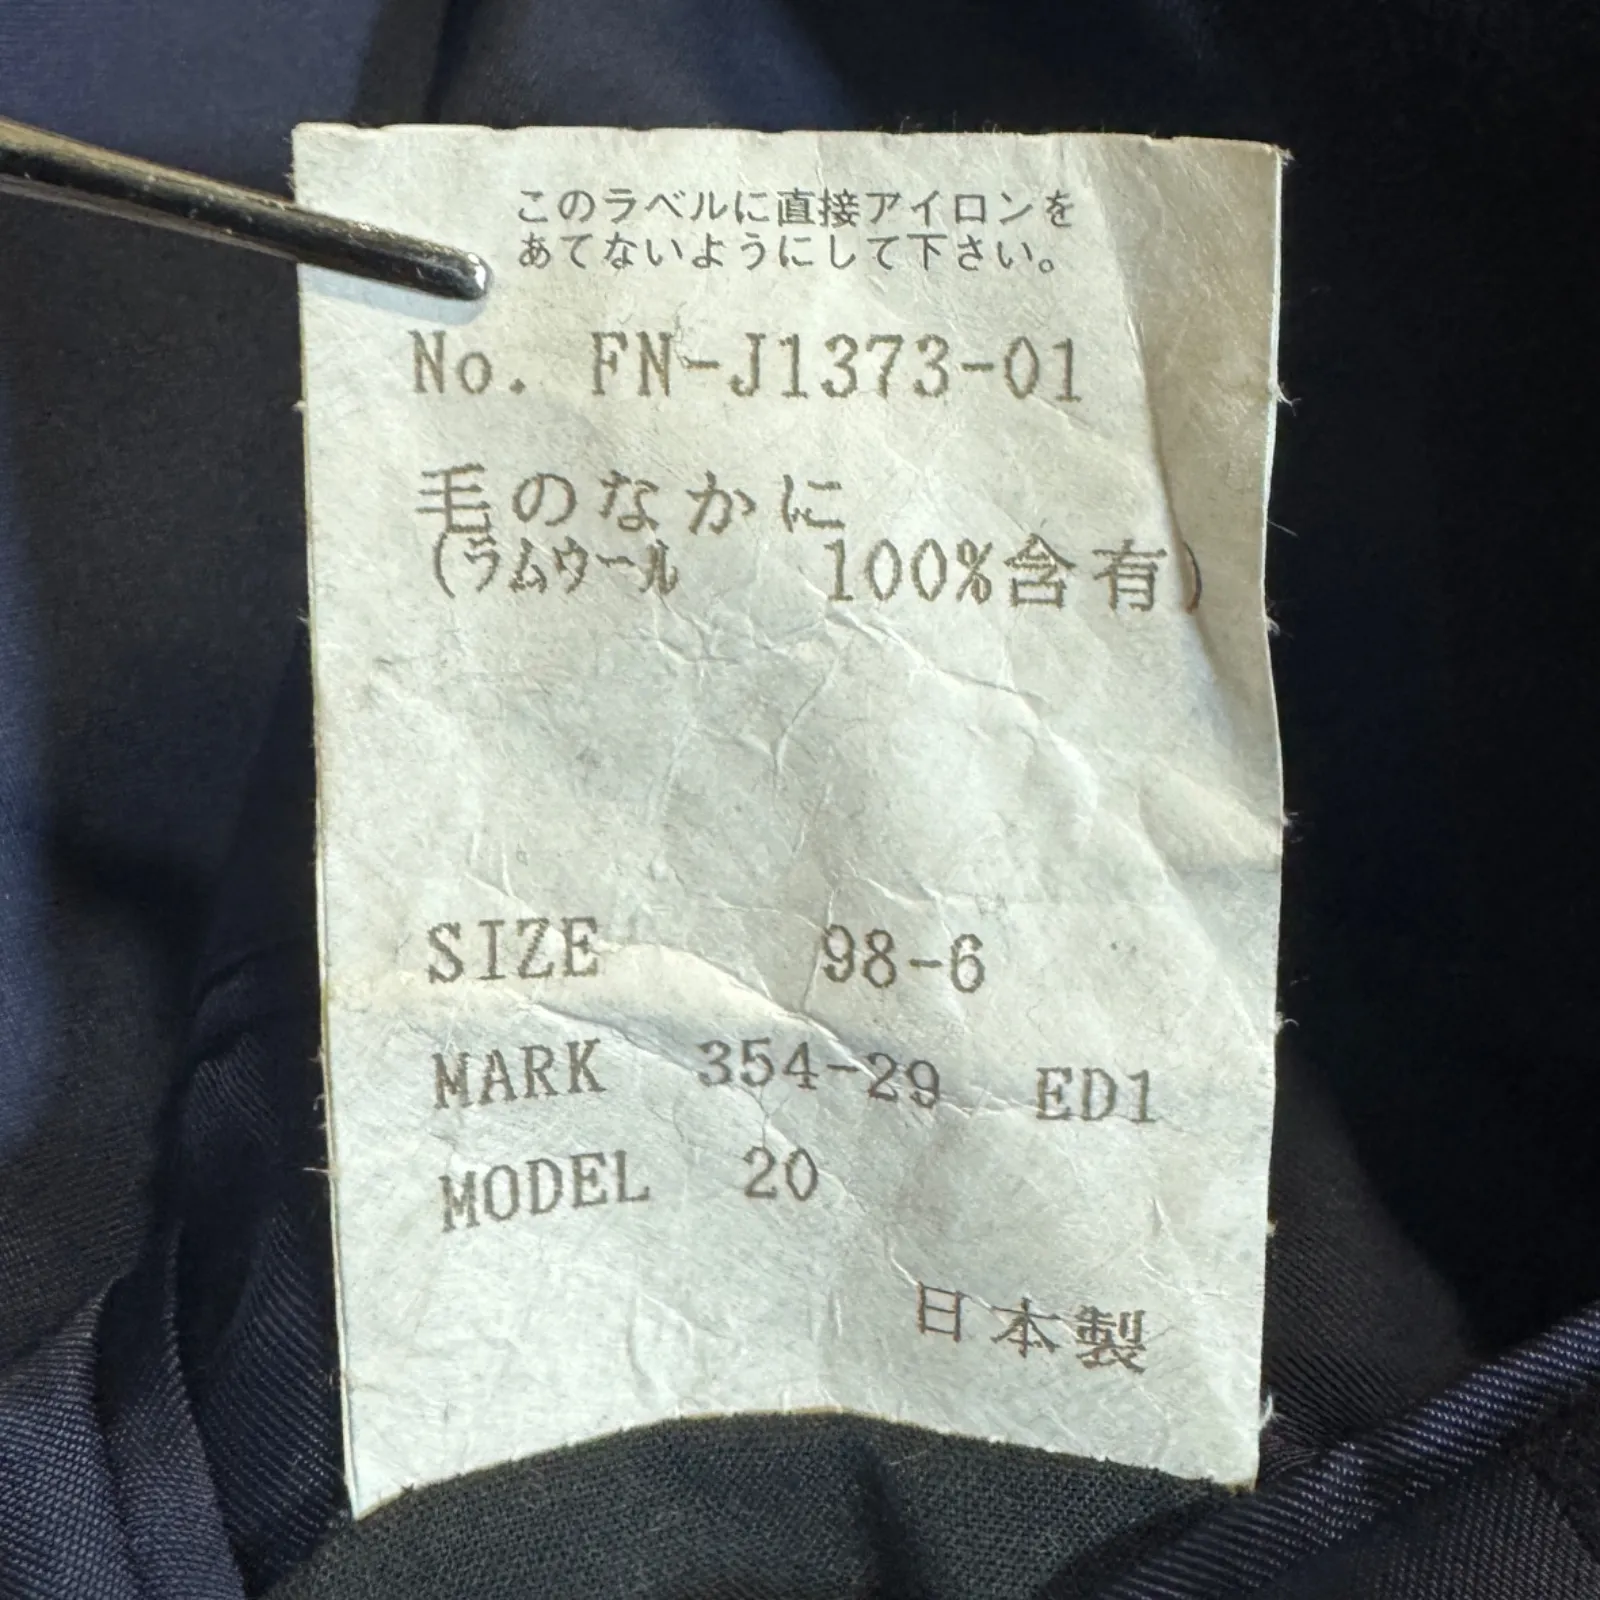 このラベルに直接アイロンを
あてないようにして下さい。
No. FN-J1373-01
毛のなかに
(ラムウール 100%含有)
SIZE 98-6
MARK 354-29 ED1
MODEL 20
日本製